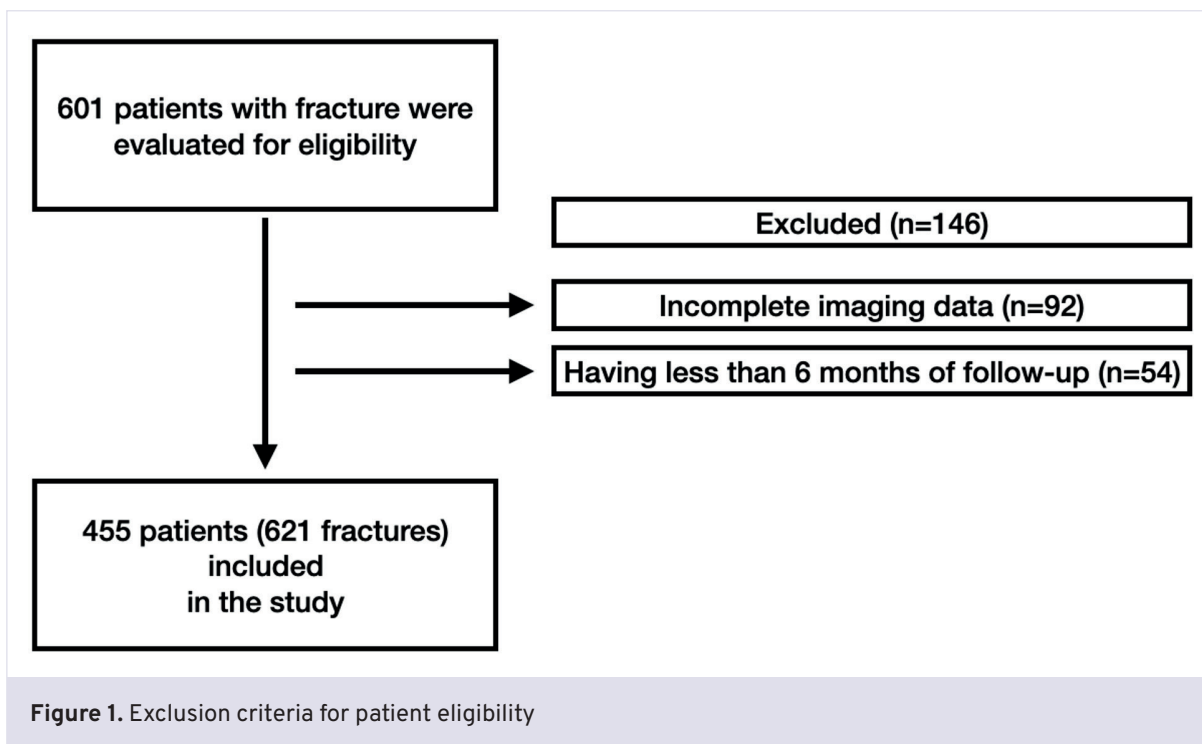 601 patients with fracture were
evaluated for eligibility
Excluded (n=146)
Incomplete imaging data (n=92)
Having less than 6 months of follow-up (n=54)
455 patients (621 fractures)
included
in the study
Figure 1. Exclusion criteria for patient eligibility